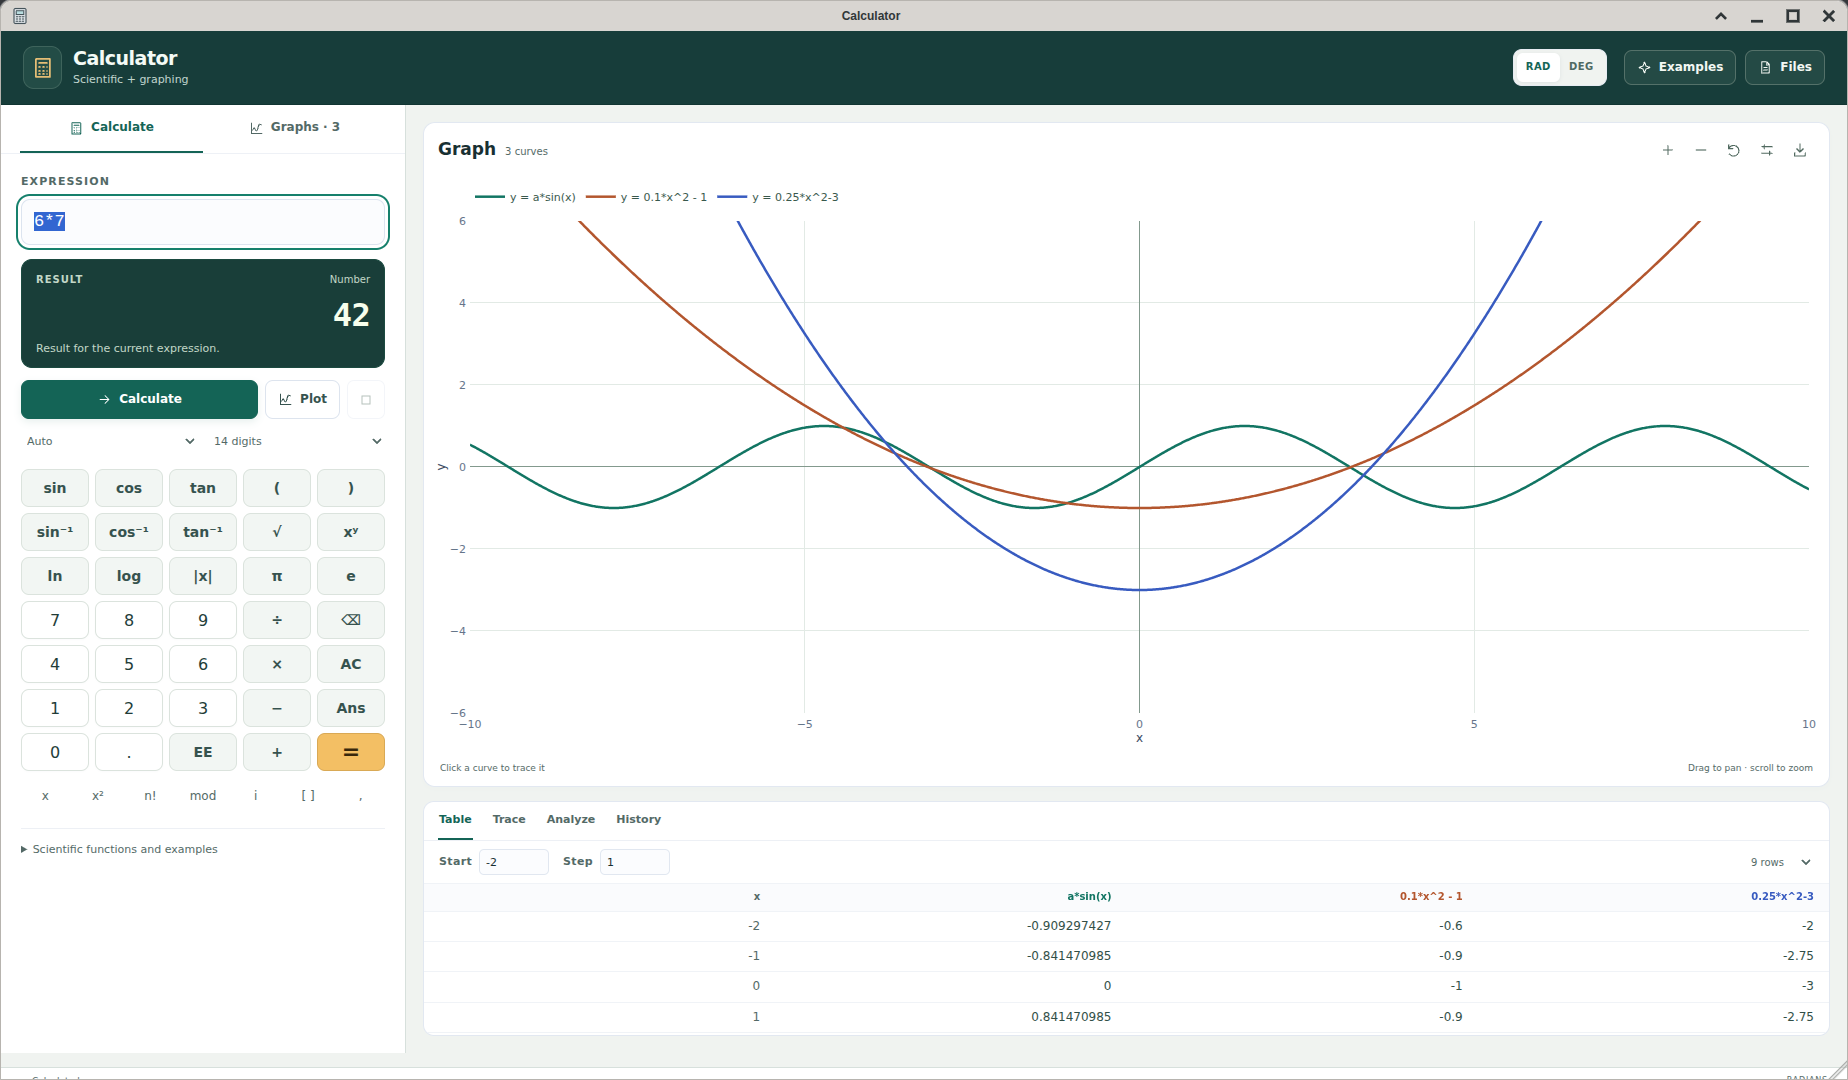 Calculator
Calculator
Scientific + graphing
RAD DEG
Examples
Files
Calculate
Graphs · 3
EXPRESSION
6*7
RESULT
Number
42
Result for the current expression.
Calculate
Plot
Auto
14 digits
sin cos tan ( )
sin⁻¹ cos⁻¹ tan⁻¹ √ xʸ
ln log |x| π e
7 8 9 ÷ ⌫
4 5 6 × AC
1 2 3 − Ans
0 . EE + =
x x² n! mod i [ ] ,
Scientific functions and examples
Graph 3 curves
y = a*sin(x) y = 0.1*x^2 - 1 y = 0.25*x^2-3
6
4
2
0
−2
−4
−6
y
−10 −5 0 5 10
x
Click a curve to trace it
Drag to pan · scroll to zoom
Table Trace Analyze History
Start -2 Step 1
9 rows
x a*sin(x) 0.1*x^2 - 1 0.25*x^2-3
-2 -0.909297427 -0.6 -2
-1 -0.841470985 -0.9 -2.75
0 0 -1 -3
1 0.841470985 -0.9 -2.75